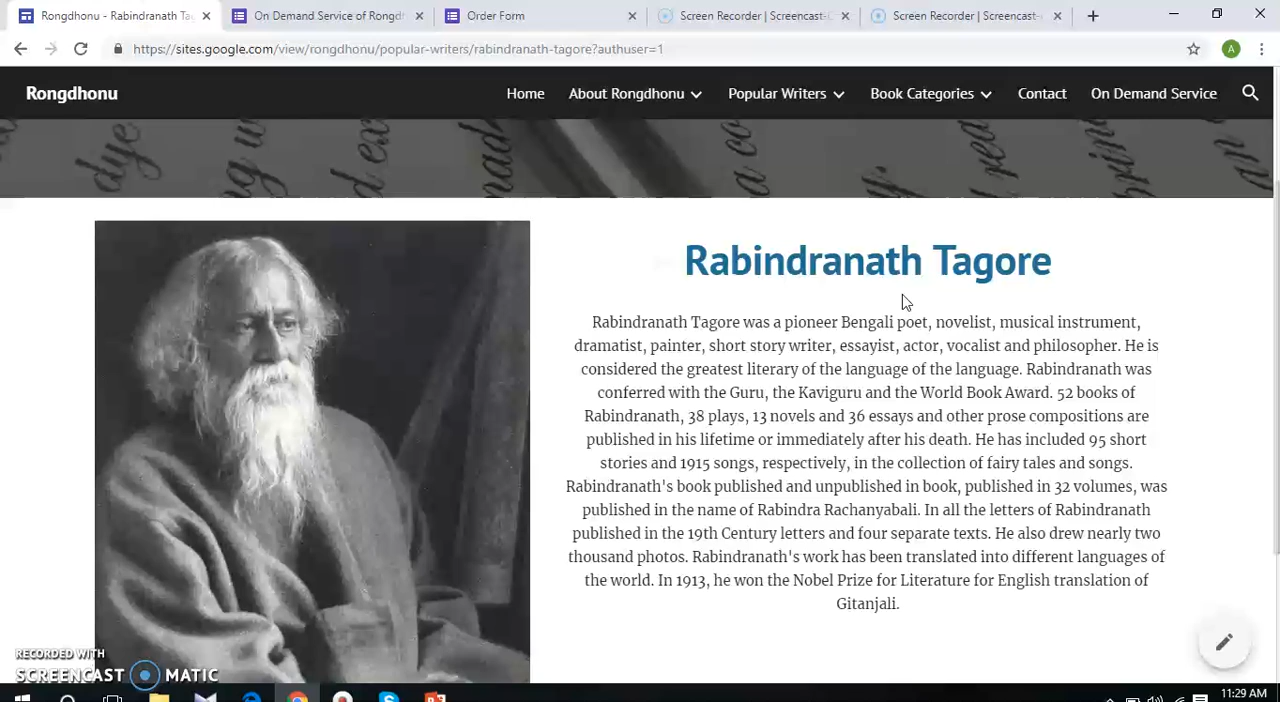 Rongdhonu - Rabindranath Ta
On Demand Service of Rongdh
Order Form
Screen Recorder | Screencast-O
Screen Recorder | Screencast-
https://sites.google.com/view/rongdhonu/popular-writers/rabindranath-tagore?authuser=1
A
Rongdhonu
Home
About Rongdhonu
Popular Writers
Book Categories
Contact
On Demand Service
dye
Rabindranath Tagore
Rabindranath Tagore was a pioneer Bengali poet, novelist, musical instrument,
dramatist, painter, short story writer, essayist, actor, vocalist and philosopher. He is
considered the greatest literary of the language of the language. Rabindranath was
conferred with the Guru, the Kaviguru and the World Book Award. 52 books of
Rabindranath, 38 plays, 13 novels and 36 essays and other prose compositions are
published in his lifetime or immediately after his death. He has included 95 short
stories and 1915 songs, respectively, in the collection of fairy tales and songs.
Rabindranath's book published and unpublished in book, published in 32 volumes, was
published in the name of Rabindra Rachanyabali. In all the letters of Rabindranath
published in the 19th Century letters and four separate texts. He also drew nearly two
thousand photos. Rabindranath's work has been translated into different languages of
the world. In 1913, he won the Nobel Prize for Literature for English translation of
Gitanjali.
RECORDED WITH
SCREENCAST MATIC
11:29 AM